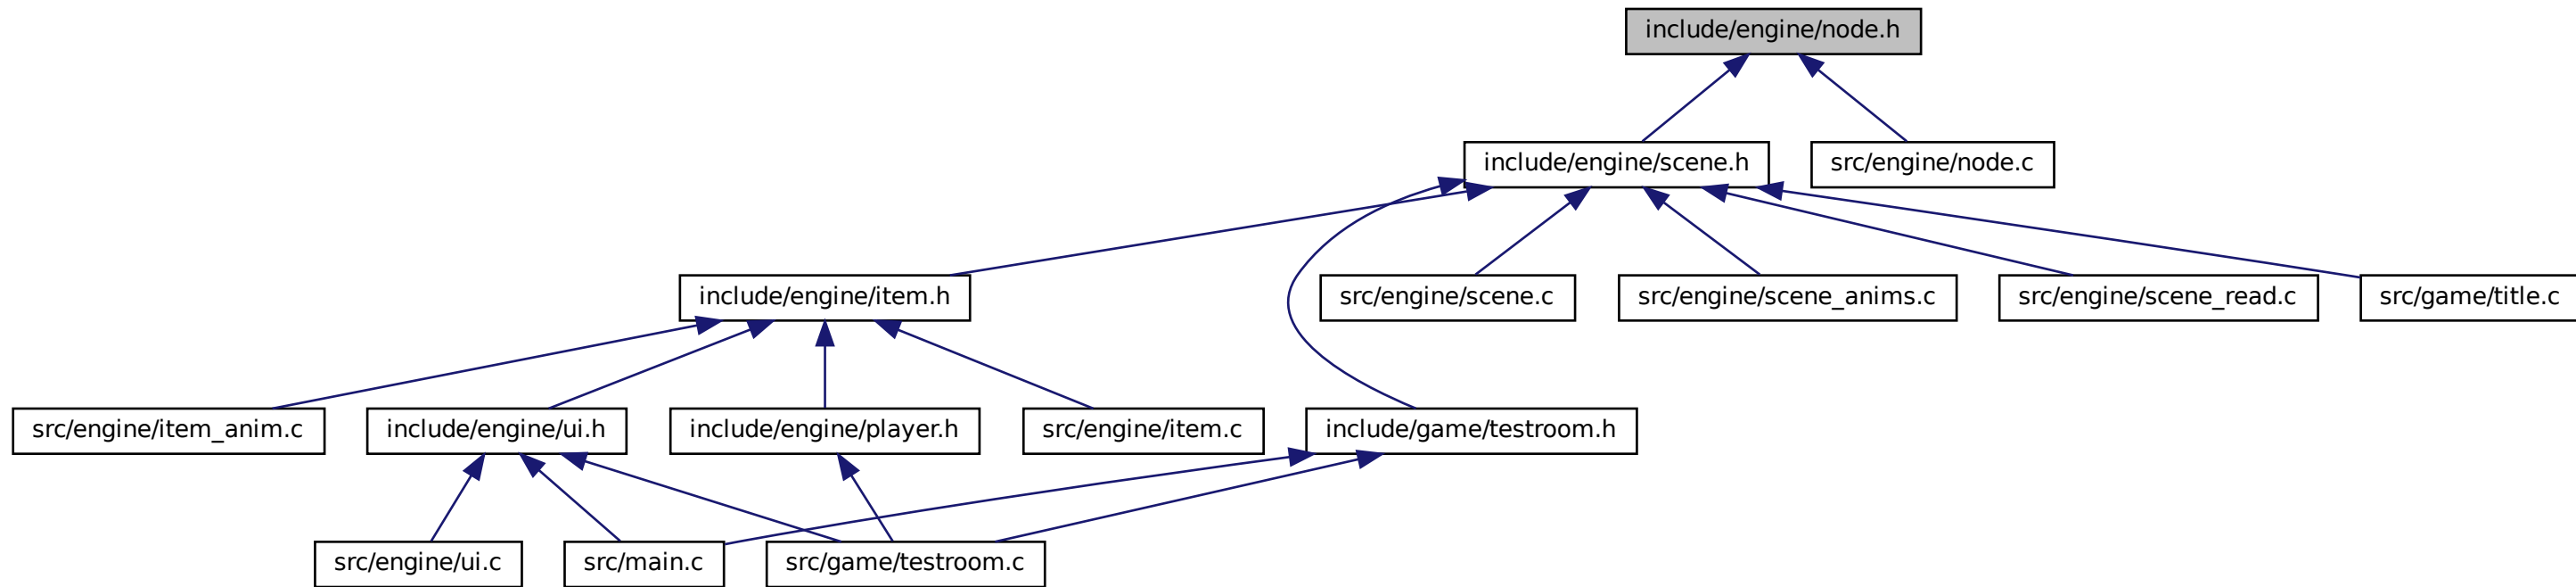 include/engine/node.h
include/engine/scene.h
src/engine/node.c
include/engine/item.h
src/engine/scene.c
src/engine/scene_anims.c
src/engine/scene_read.c
src/game/title.c
src/engine/item_anim.c
include/engine/ui.h
include/engine/player.h
src/engine/item.c
include/game/testroom.h
src/engine/ui.c
src/main.c
src/game/testroom.c